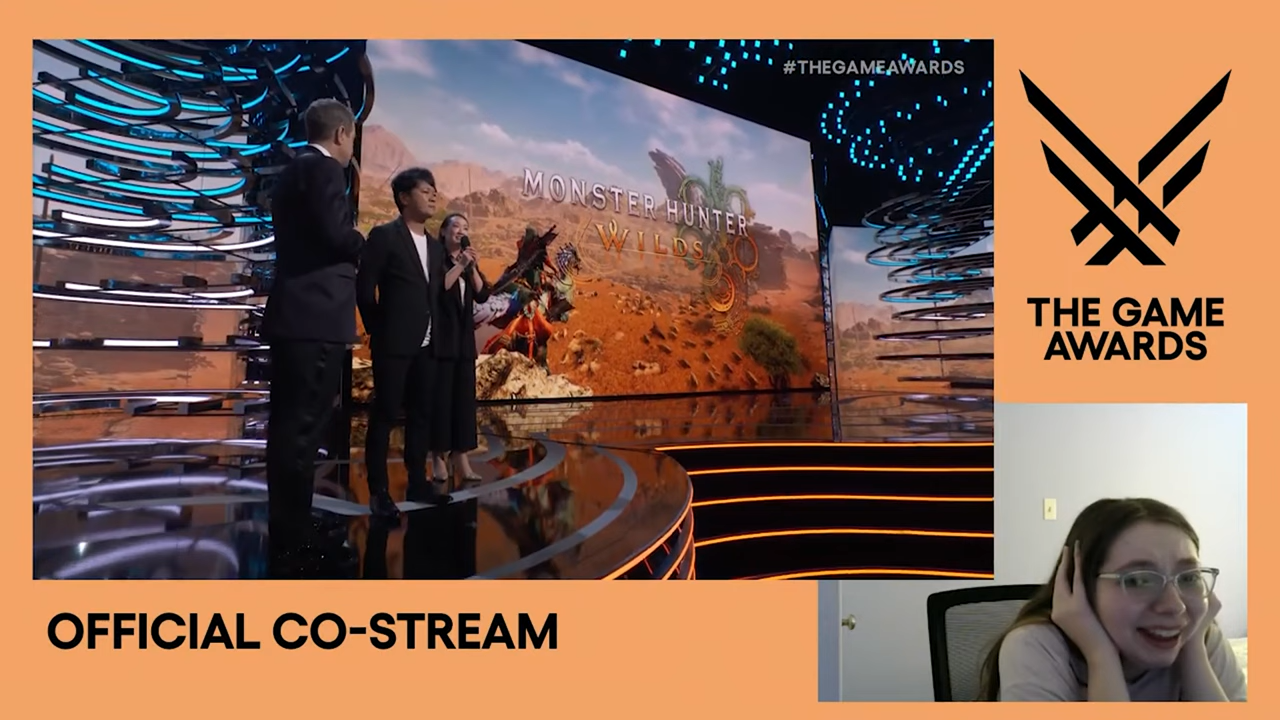 #THEGAMEAWARDS
MONSTER HUNTER
WILDS
THE GAME
AWARDS
OFFICIAL CO-STREAM